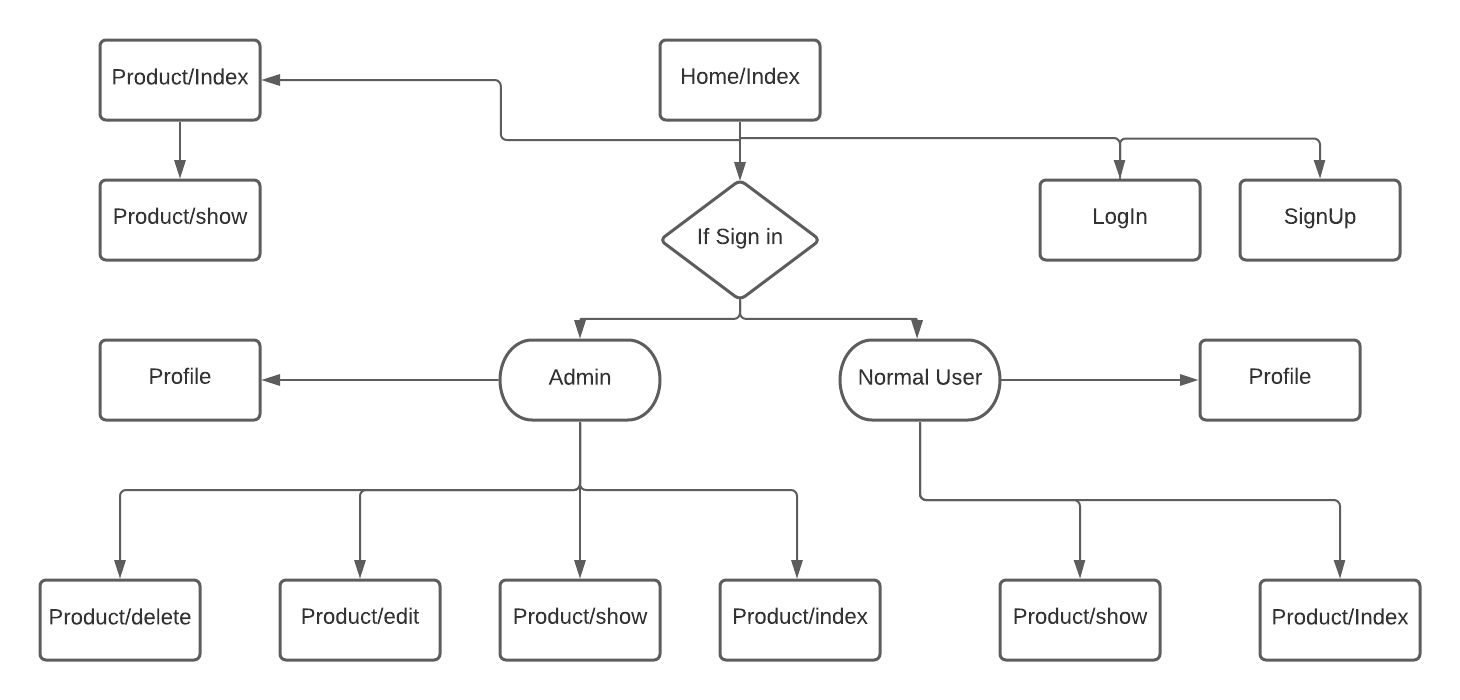 Product/Index
Home/Index
Product/show
If Sign in
LogIn
SignUp
Profile
Admin
Normal User
Profile
Product/delete
Product/edit
Product/show
Product/index
Product/show
Product/Index